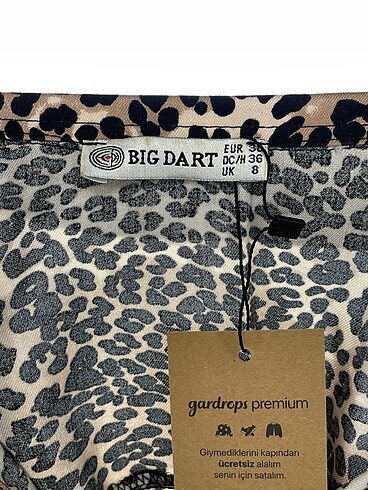 BIG DART
EUR 36
DC/H 36
UK 8
gardrops premium
Giymediklerini kapından
ücretsiz alalım
senin için satalım.